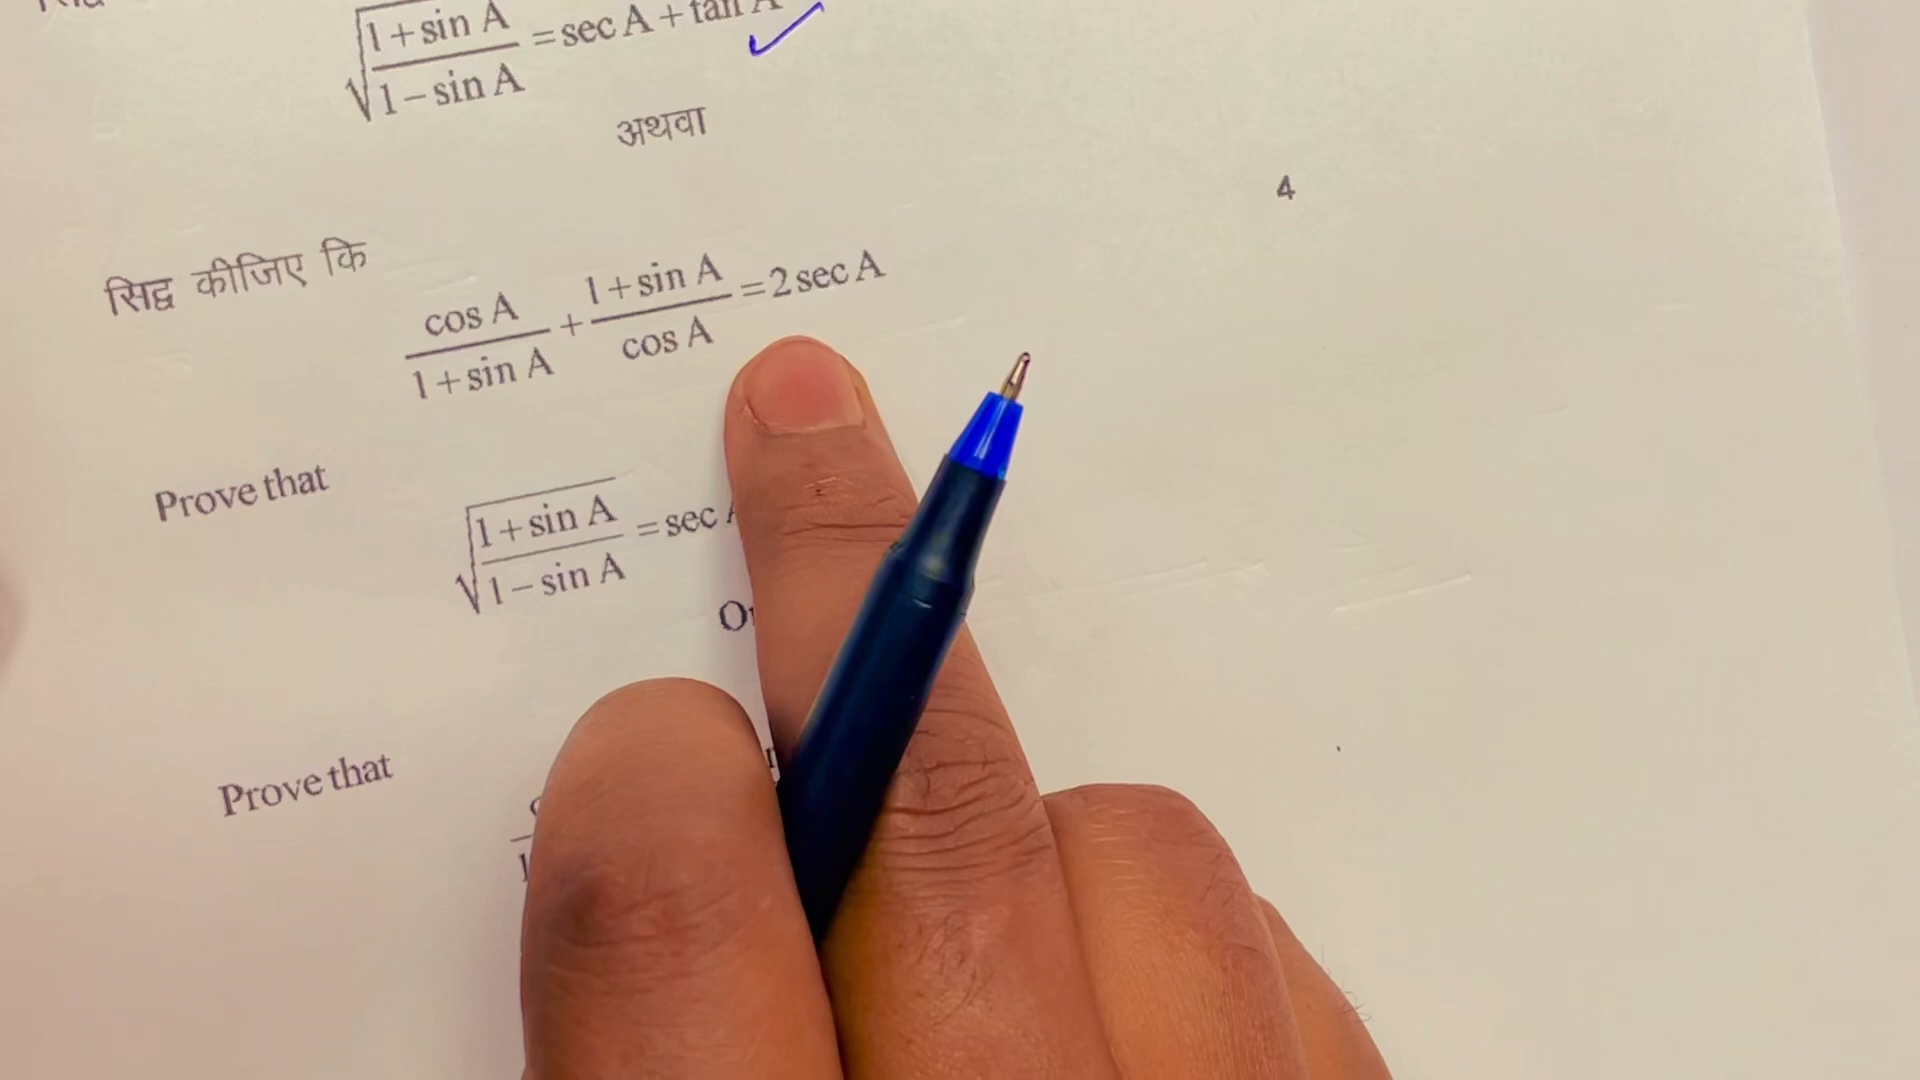 √(1+sin A / 1−sin A) = sec A + tan A
अथवा
4
सिद्ध कीजिए कि
cos A / 1+sin A + 1+sin A / cos A = 2 sec A
Prove that
√(1+sin A / 1−sin A) = sec
Prove that